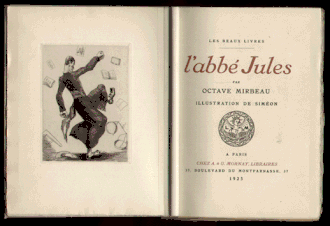 LES BEAUX LIVRES
l'abbé Jules
PAR
OCTAVE MIRBEAU
ILLUSTRATION DE SIMÉON
A PARIS
CHEZ A & G. MORNAY, LIBRAIRES
37, BOULEVARD DU MONTPARNASSE, 37